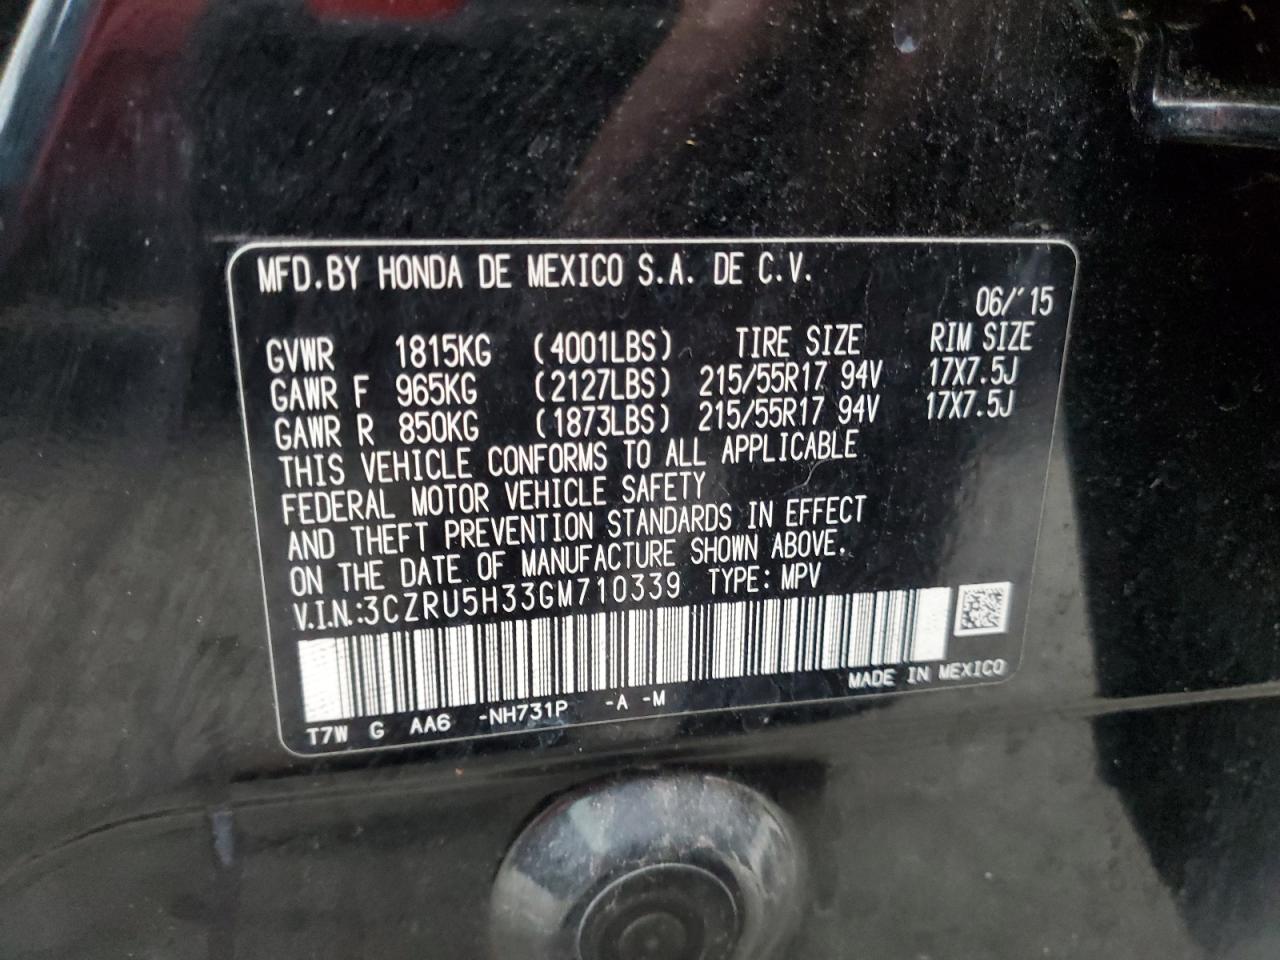 MFD.BY HONDA DE MEXICO S.A. DE C.V.
06/'15
GVWR 1815KG (4001LBS) TIRE SIZE RIM SIZE
GAWR F 965KG (2127LBS) 215/55R17 94V 17X7.5J
GAWR R 850KG (1873LBS) 215/55R17 94V 17X7.5J
THIS VEHICLE CONFORMS TO ALL APPLICABLE
FEDERAL MOTOR VEHICLE SAFETY
AND THEFT PREVENTION STANDARDS IN EFFECT
ON THE DATE OF MANUFACTURE SHOWN ABOVE.
V.I.N.:3CZRU5H33GM710339 TYPE:MPV
MADE IN MEXICO
T7W G AA6 -NH731P -A -M